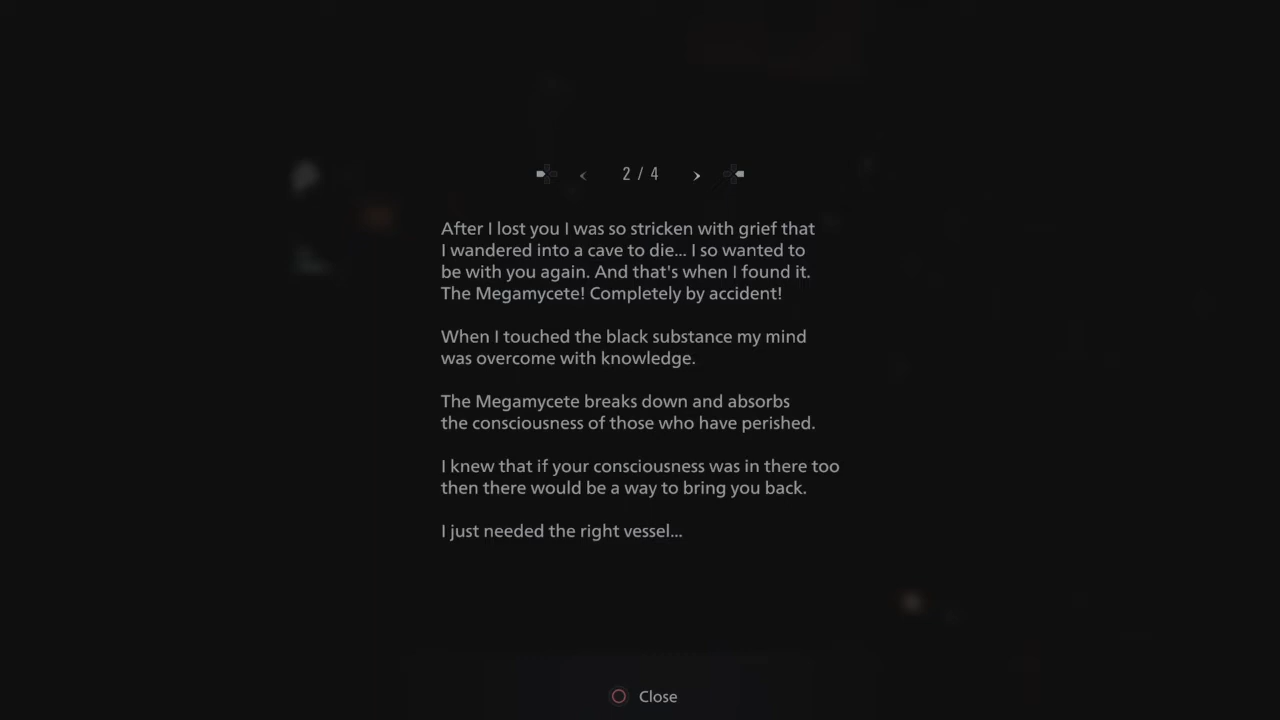 2 / 4
After I lost you I was so stricken with grief that
I wandered into a cave to die... I so wanted to
be with you again. And that's when I found it.
The Megamycete! Completely by accident!
When I touched the black substance my mind
was overcome with knowledge.
The Megamycete breaks down and absorbs
the consciousness of those who have perished.
I knew that if your consciousness was in there too
then there would be a way to bring you back.
I just needed the right vessel...
Close